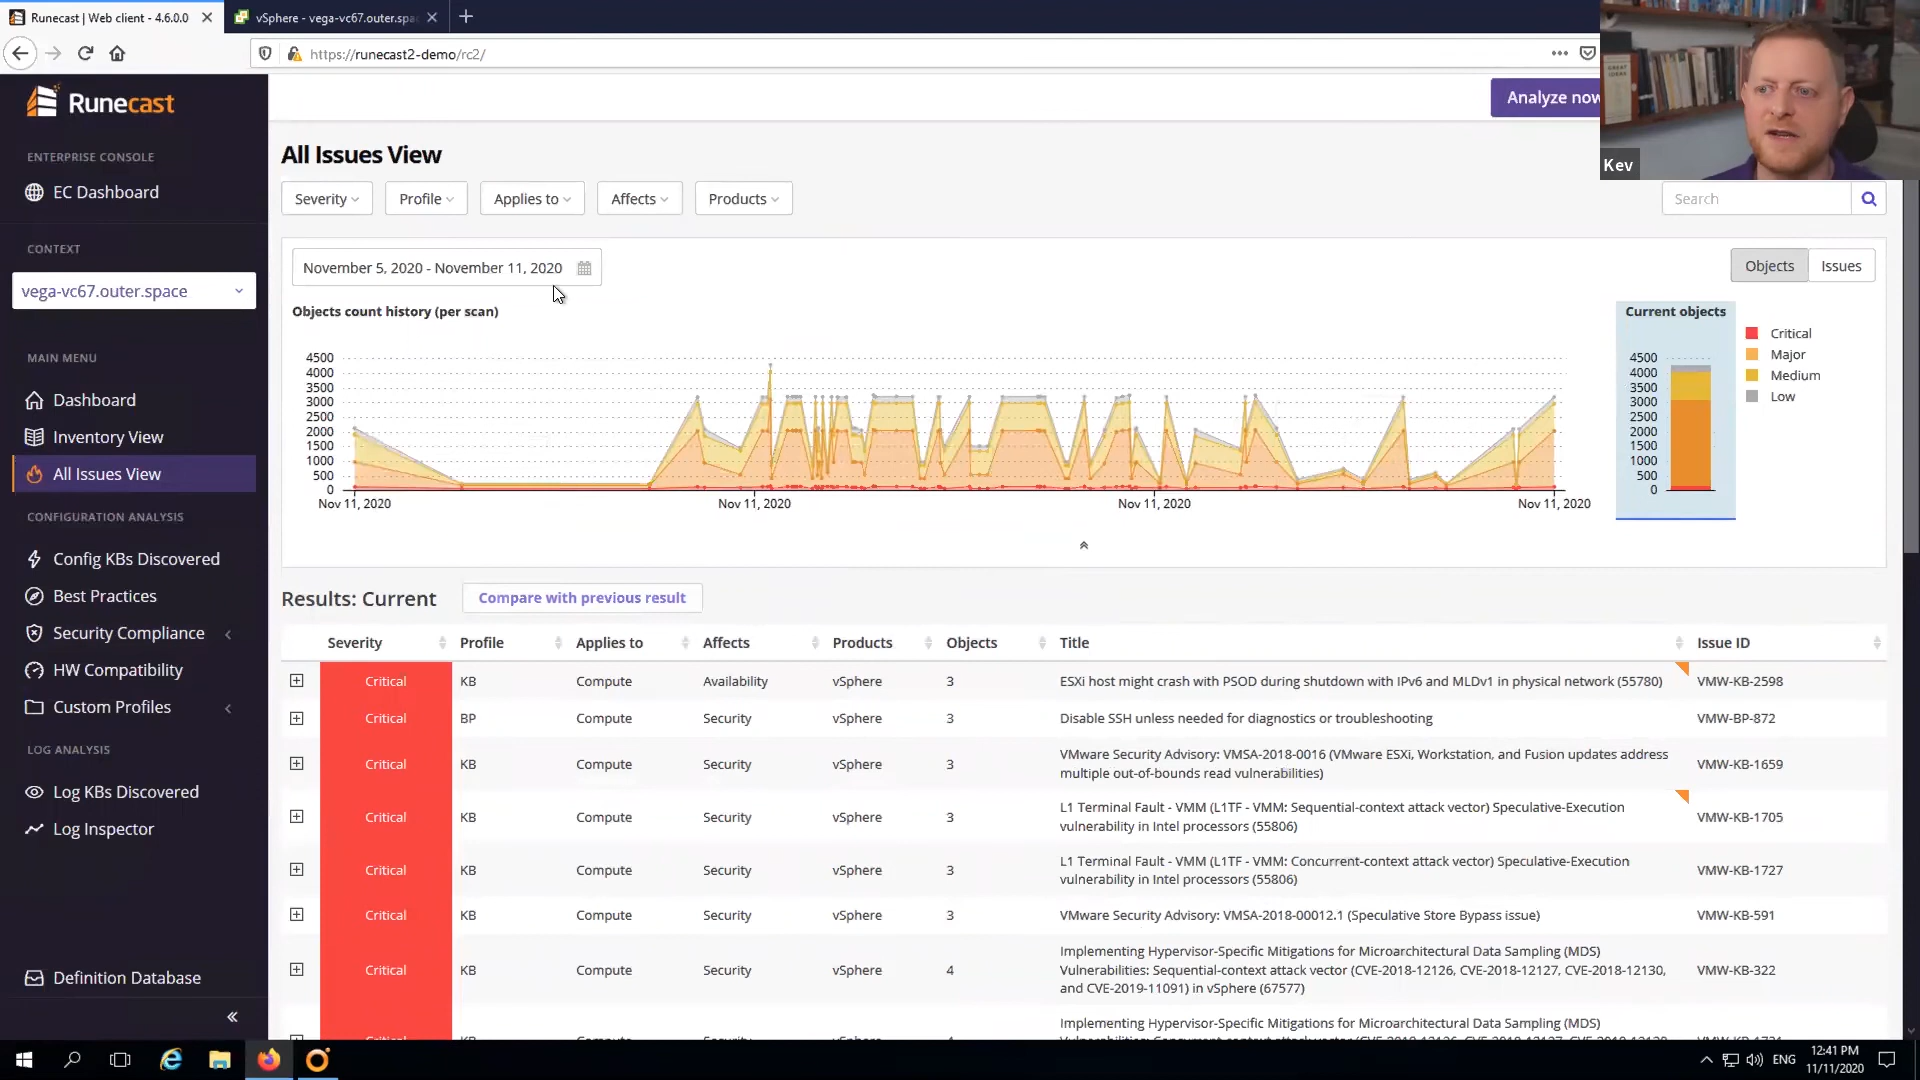 Runecast | Web client - 4.6.0.0
vSphere - vega-vc67.outer.spa
https://runecast2-demo/rc2/
Runecast
Analyze now
Kev
ENTERPRISE CONSOLE
EC Dashboard
CONTEXT
vega-vc67.outer.space
MAIN MENU
Dashboard
Inventory View
All Issues View
CONFIGURATION ANALYSIS
Config KBs Discovered
Best Practices
Security Compliance
HW Compatibility
Custom Profiles
LOG ANALYSIS
Log KBs Discovered
Log Inspector
Definition Database
All Issues View
Severity Profile Applies to Affects Products
Search
November 5, 2020 - November 11, 2020
Objects Issues
Objects count history (per scan)
4500
4000
3500
3000
2500
2000
1500
1000
500
0
Nov 11, 2020 Nov 11, 2020 Nov 11, 2020 Nov 11, 2020
Current objects
4500
4000
3500
3000
2500
2000
1500
1000
500
0
Critical
Major
Medium
Low
Results: Current Compare with previous result
Severity Profile Applies to Affects Products Objects Title Issue ID
Critical KB Compute Availability vSphere 3 ESXi host might crash with PSOD during shutdown with IPv6 and MLDv1 in physical network (55780) VMW-KB-2598
Critical BP Compute Security vSphere 3 Disable SSH unless needed for diagnostics or troubleshooting VMW-BP-872
Critical KB Compute Security vSphere 3 VMware Security Advisory: VMSA-2018-0016 (VMware ESXi, Workstation, and Fusion updates address
multiple out-of-bounds read vulnerabilities) VMW-KB-1659
Critical KB Compute Security vSphere 3 L1 Terminal Fault - VMM (L1TF - VMM: Sequential-context attack vector) Speculative-Execution
vulnerability in Intel processors (55806) VMW-KB-1705
Critical KB Compute Security vSphere 3 L1 Terminal Fault - VMM (L1TF - VMM: Concurrent-context attack vector) Speculative-Execution
vulnerability in Intel processors (55806) VMW-KB-1727
Critical KB Compute Security vSphere 3 VMware Security Advisory: VMSA-2018-00012.1 (Speculative Store Bypass issue) VMW-KB-591
Critical KB Compute Security vSphere 4 Implementing Hypervisor-Specific Mitigations for Microarchitectural Data Sampling (MDS)
Vulnerabilities: Sequential-context attack vector (CVE-2018-12126, CVE-2018-12127, CVE-2018-12130,
and CVE-2019-11091) in vSphere (67577) VMW-KB-322
Implementing Hypervisor-Specific Mitigations for Microarchitectural Data Sampling (MDS)
ENG
12:41 PM
11/11/2020